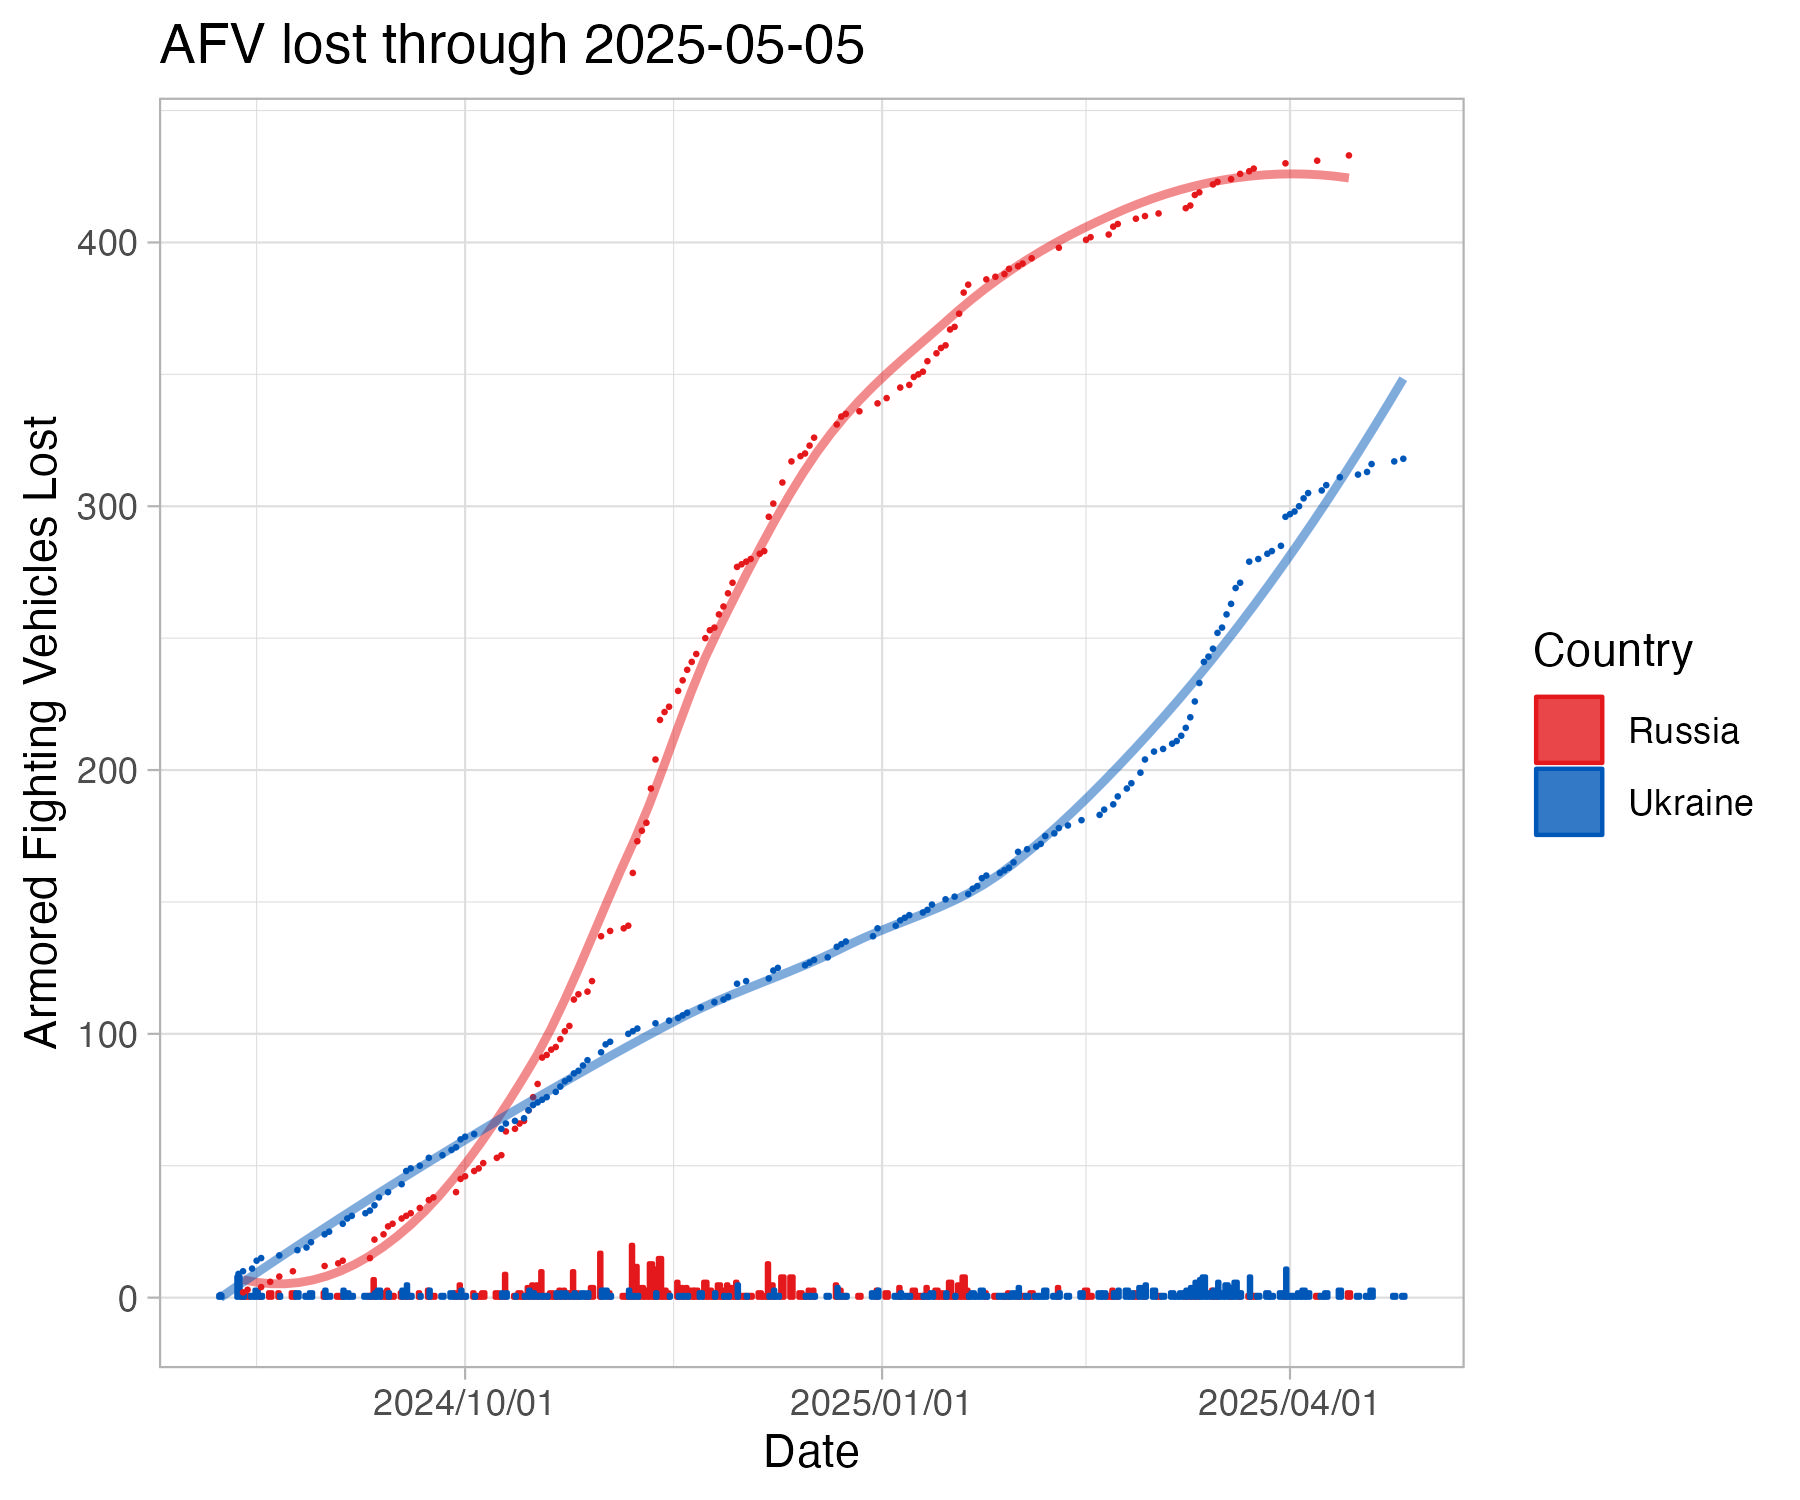 AFV lost through 2025-05-05
Armored Fighting Vehicles Lost
400
300
200
100
0
2024/10/01
2025/01/01
2025/04/01
Date
Country
Russia
Ukraine